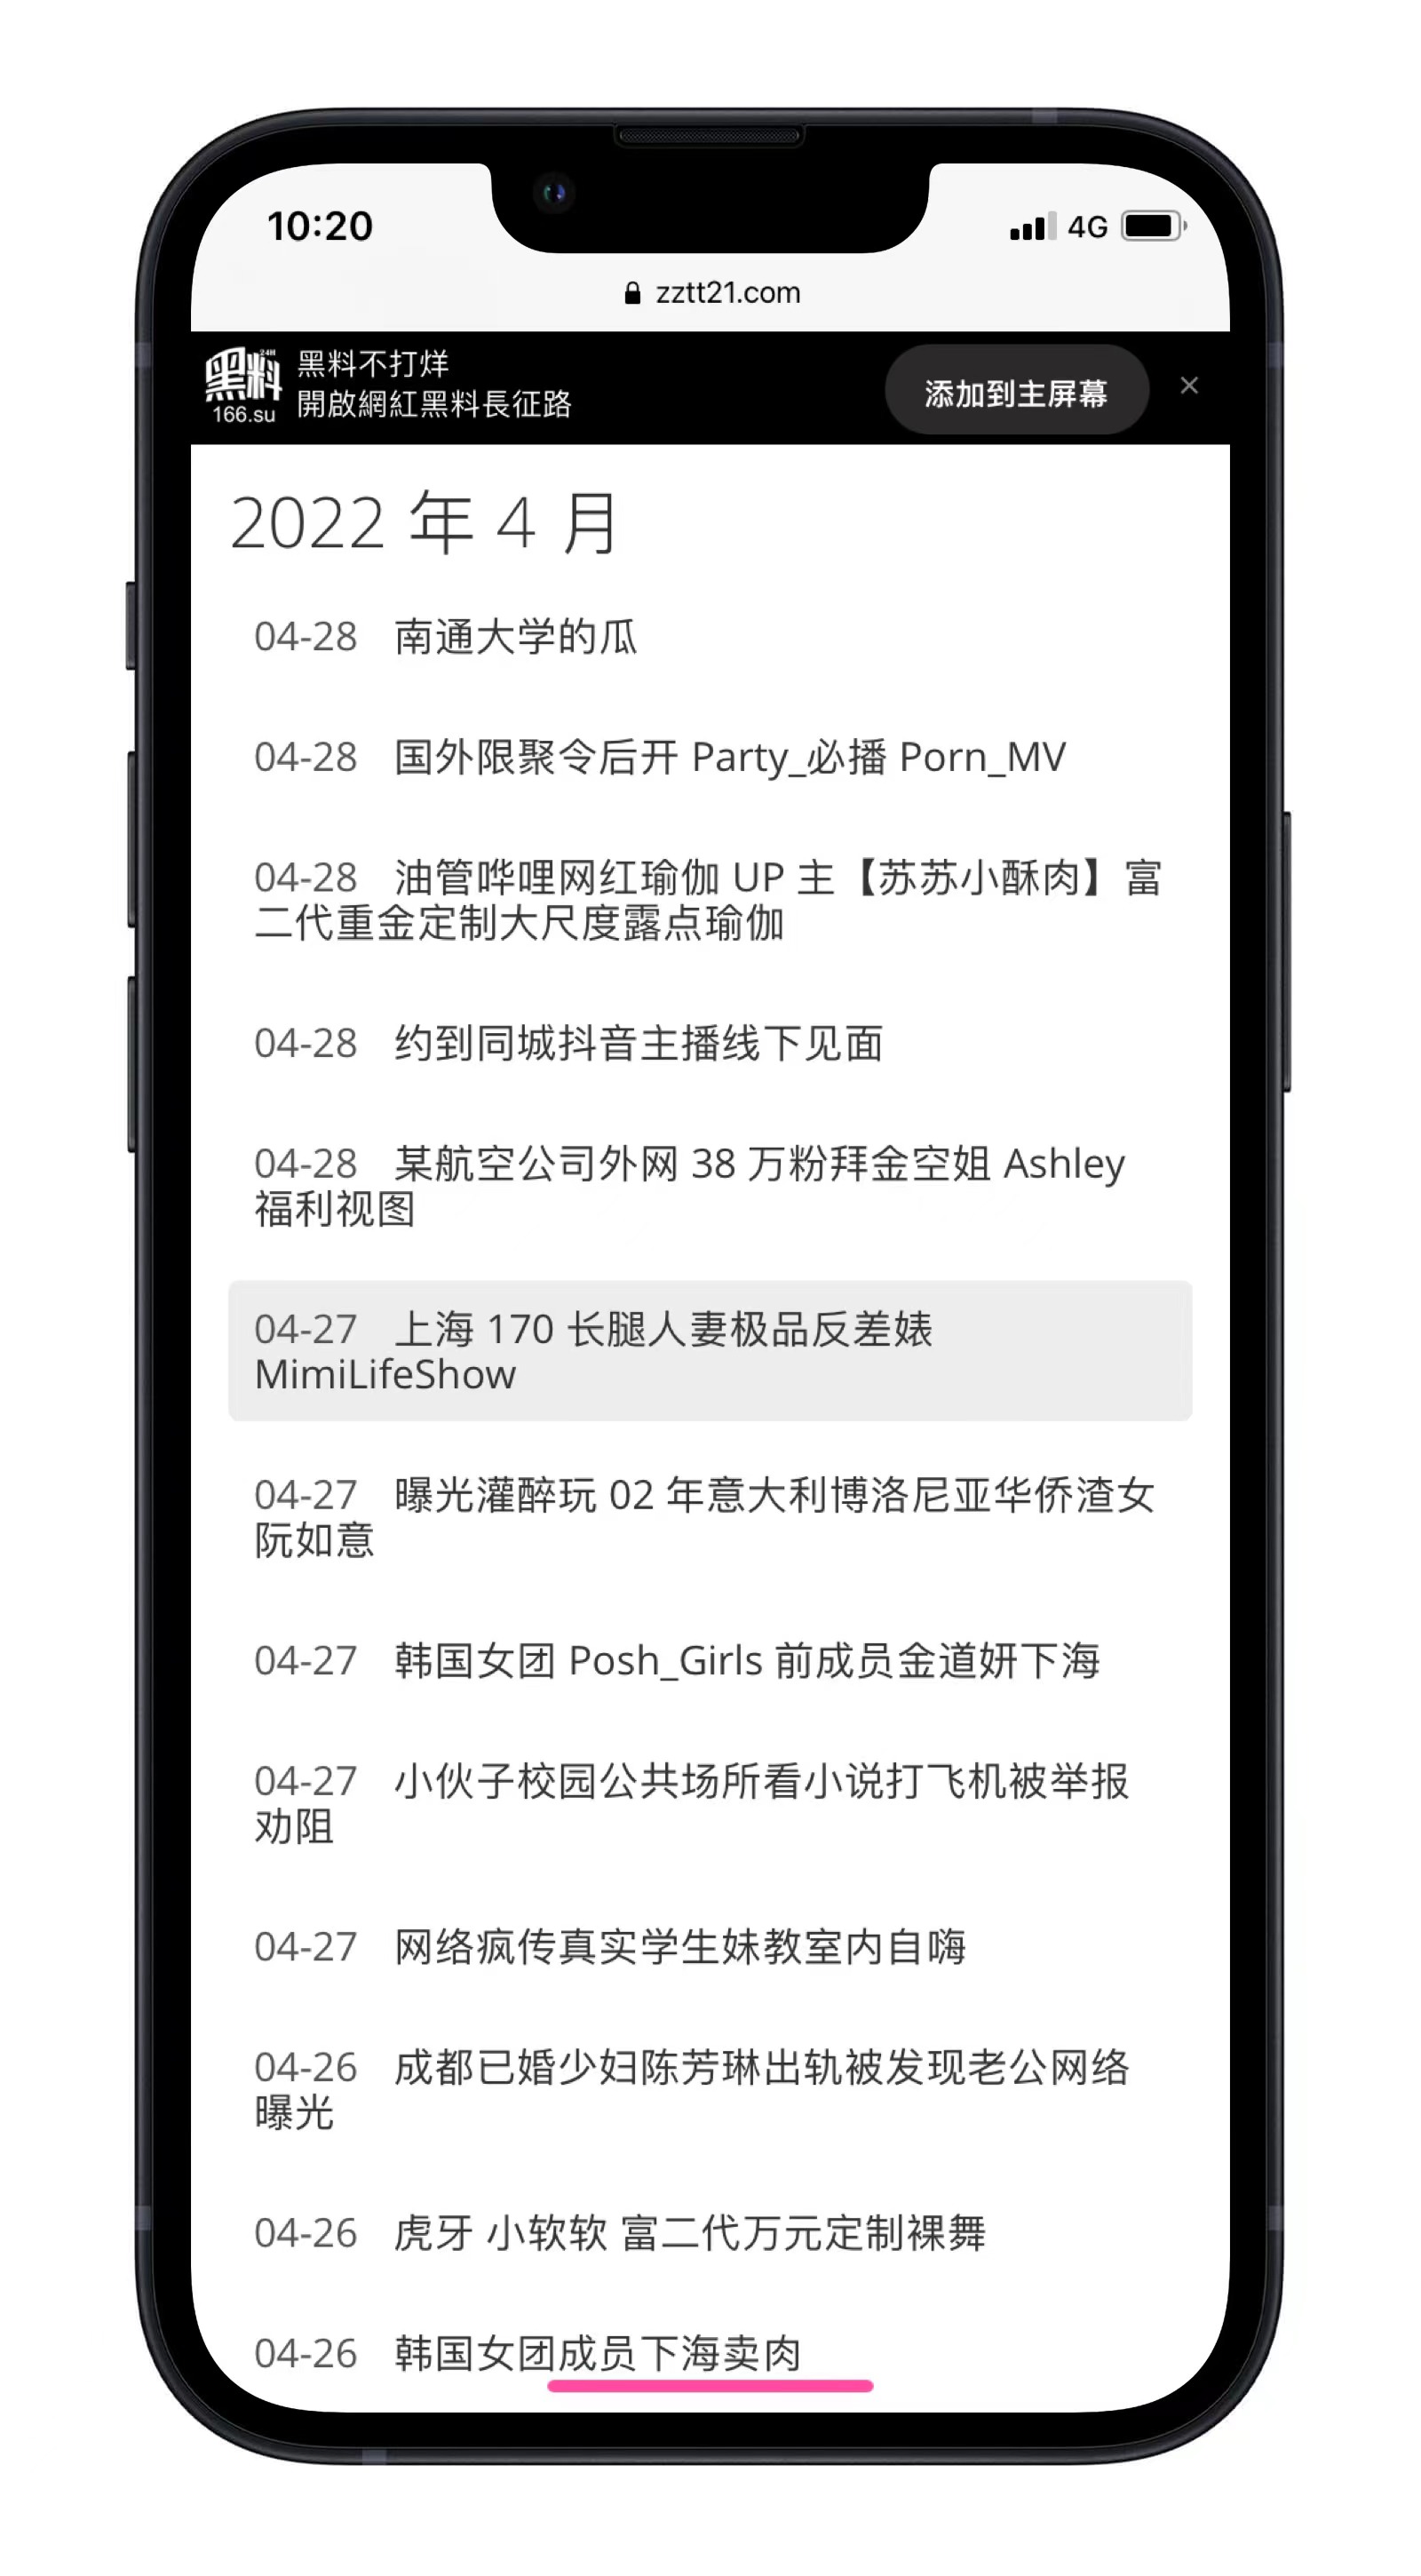 10:20
4G
zztt21.com
黑料
24H
166.su
黑料不打烊
開啟網紅黑料長征路
添加到主屏幕
×
2022 年 4 月
04-28 南通大学的瓜
04-28 国外限聚令后开 Party_必播 Porn_MV
04-28 油管哗哩网红瑜伽 UP 主【苏苏小酥肉】富
二代重金定制大尺度露点瑜伽
04-28 约到同城抖音主播线下见面
04-28 某航空公司外网 38 万粉拜金空姐 Ashley
福利视图
04-27 上海 170 长腿人妻极品反差婊
MimiLifeShow
04-27 曝光灌醉玩 02 年意大利博洛尼亚华侨渣女
阮如意
04-27 韩国女团 Posh_Girls 前成员金道妍下海
04-27 小伙子校园公共场所看小说打飞机被举报
劝阻
04-27 网络疯传真实学生妹教室内自嗨
04-26 成都已婚少妇陈芳琳出轨被发现老公网络
曝光
04-26 虎牙 小软软 富二代万元定制裸舞
04-26 韩国女团成员下海卖肉